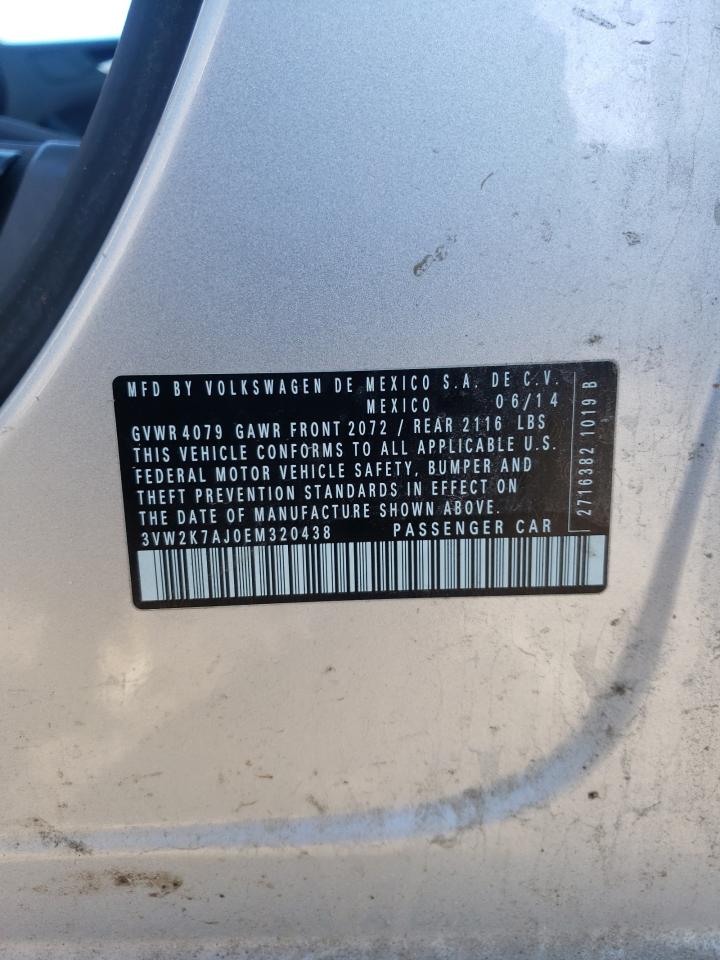 MFD BY VOLKSWAGEN DE MEXICO S.A. DE C.V.
MEXICO 06/14
GVWR 4079 GAWR FRONT 2072 / REAR 2116 LBS
THIS VEHICLE CONFORMS TO ALL APPLICABLE U.S.
FEDERAL MOTOR VEHICLE SAFETY, BUMPER AND
THEFT PREVENTION STANDARDS IN EFFECT ON
THE DATE OF MANUFACTURE SHOWN ABOVE.
3VW2K7AJ0EM320438 PASSENGER CAR
2716382 1019 B